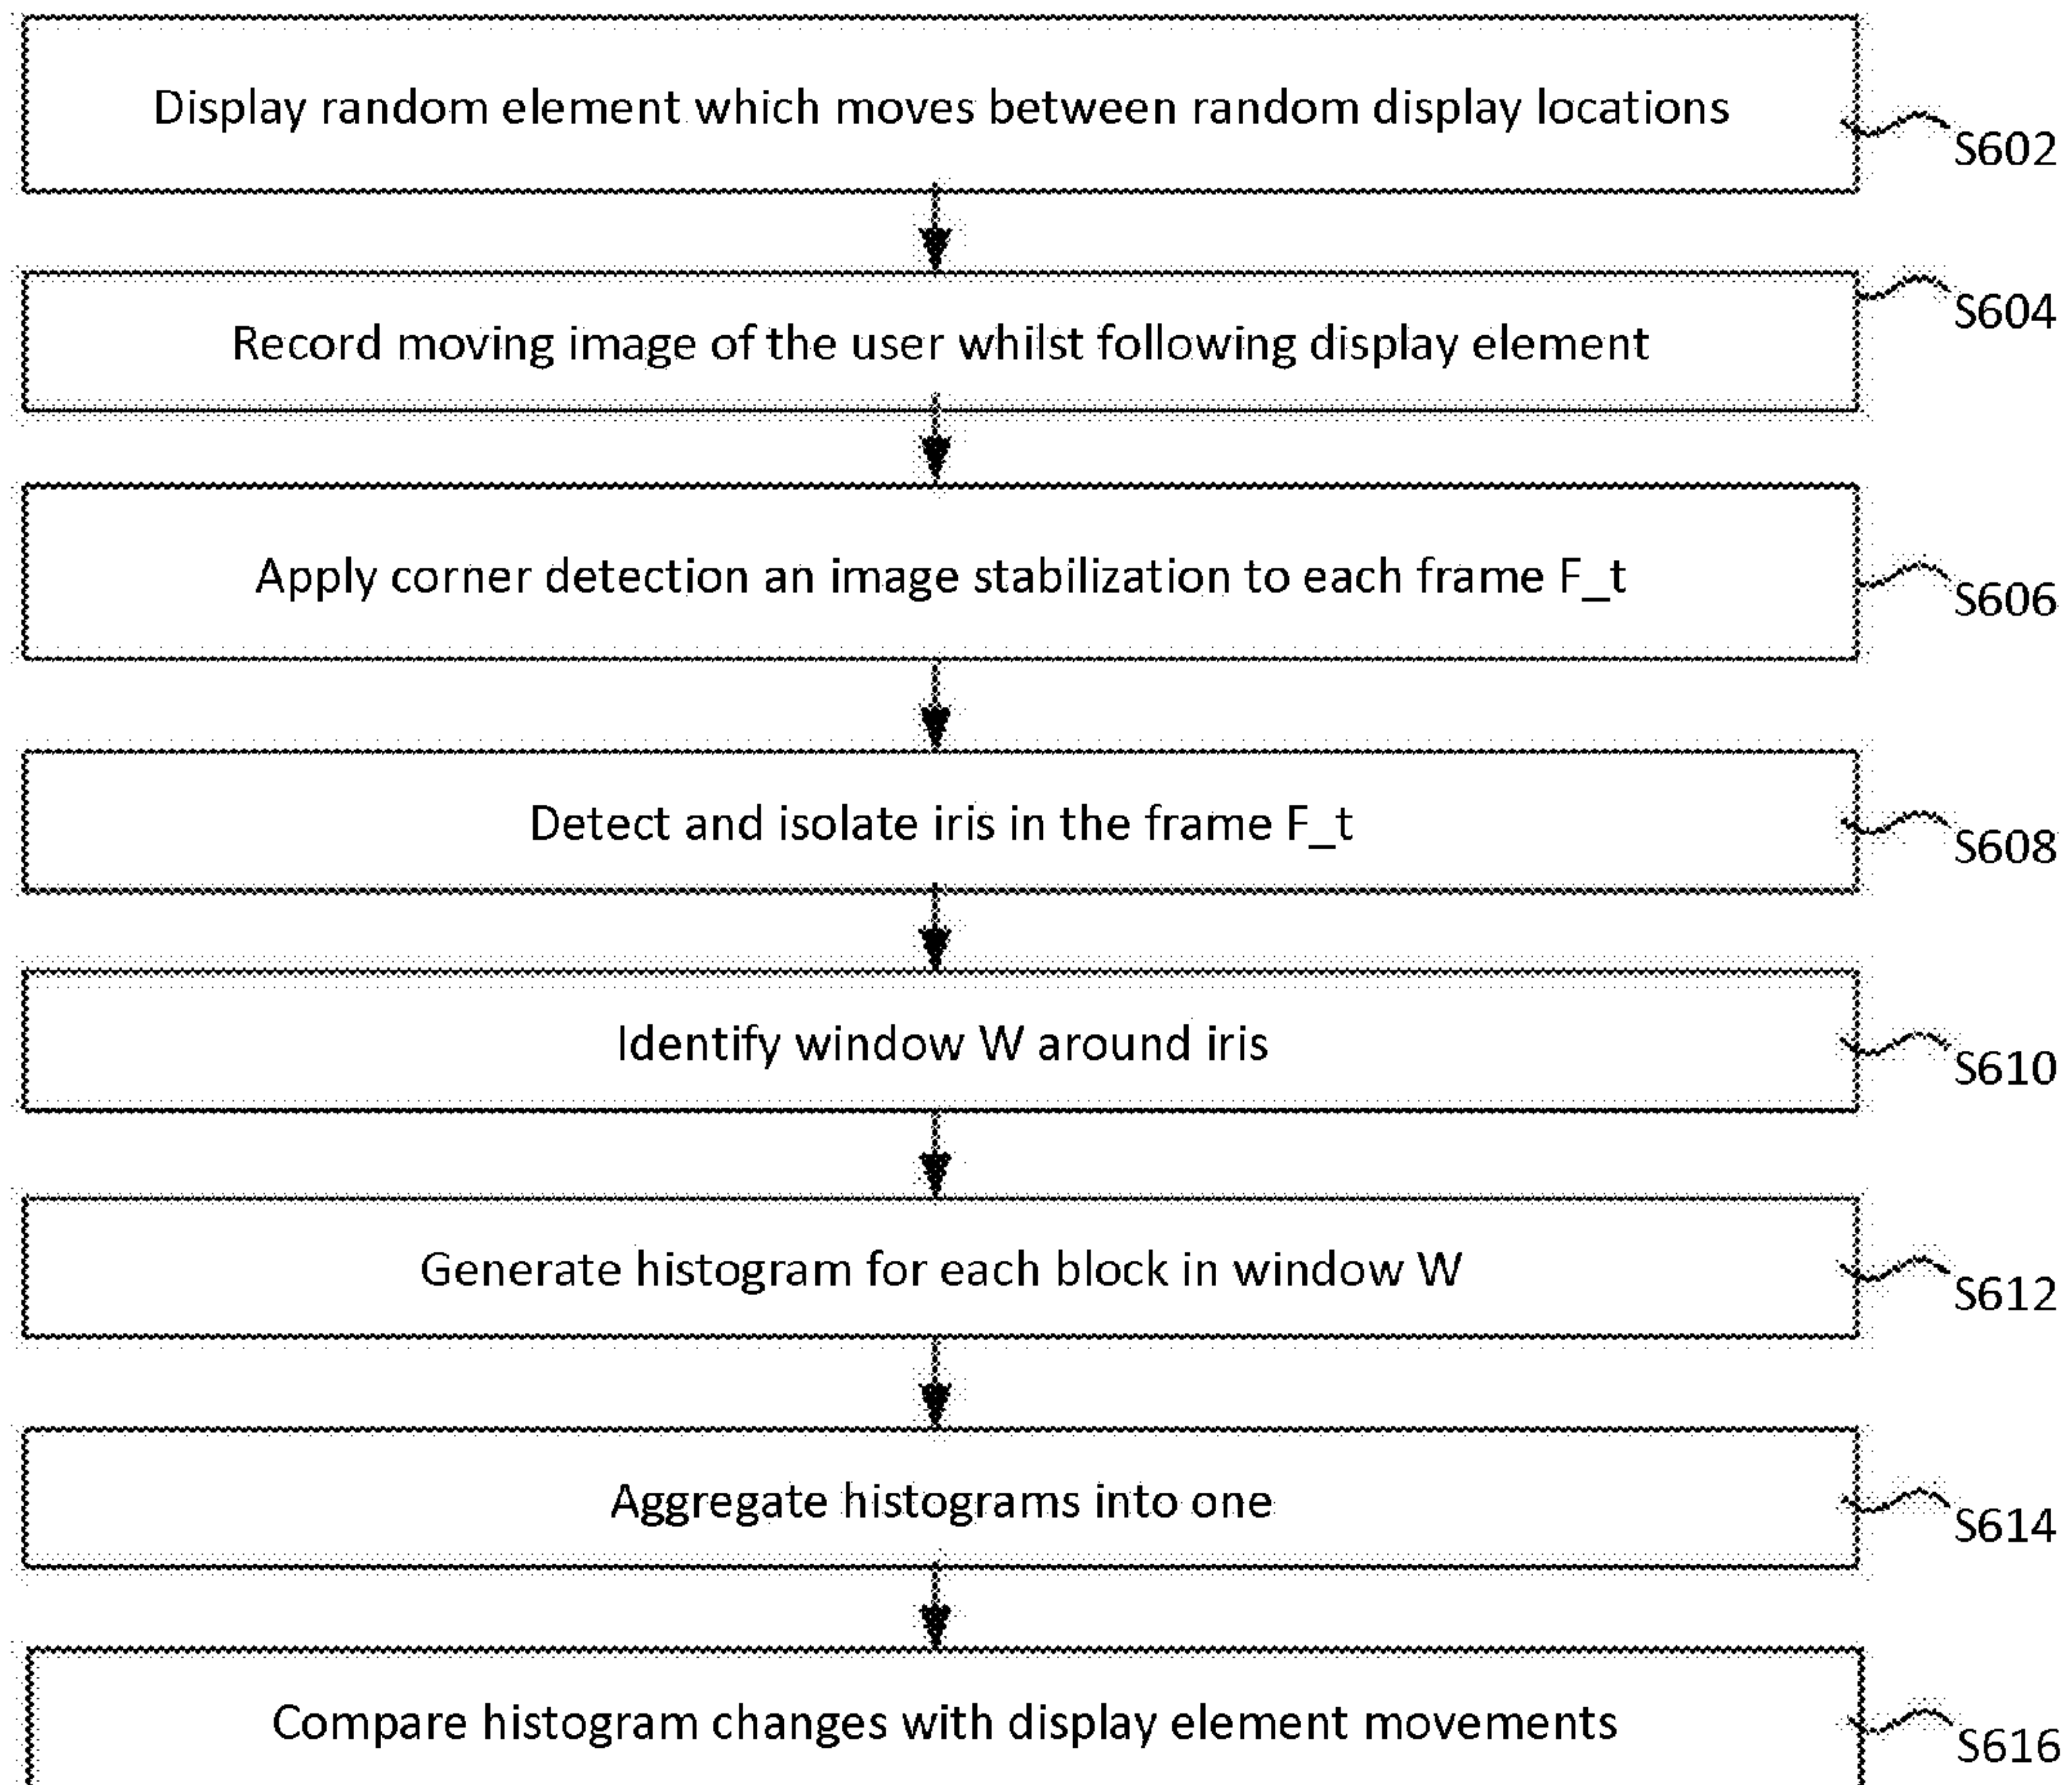 Display random element which moves between random display locations
S602
Record moving image of the user whilst following display element
S604
Apply corner detection an image stabilization to each frame F_t
S606
Detect and isolate iris in the frame F_t
S608
Identify window W around iris
S610
Generate histogram for each block in window W
S612
Aggregate histograms into one
S614
Compare histogram changes with display element movements
S616